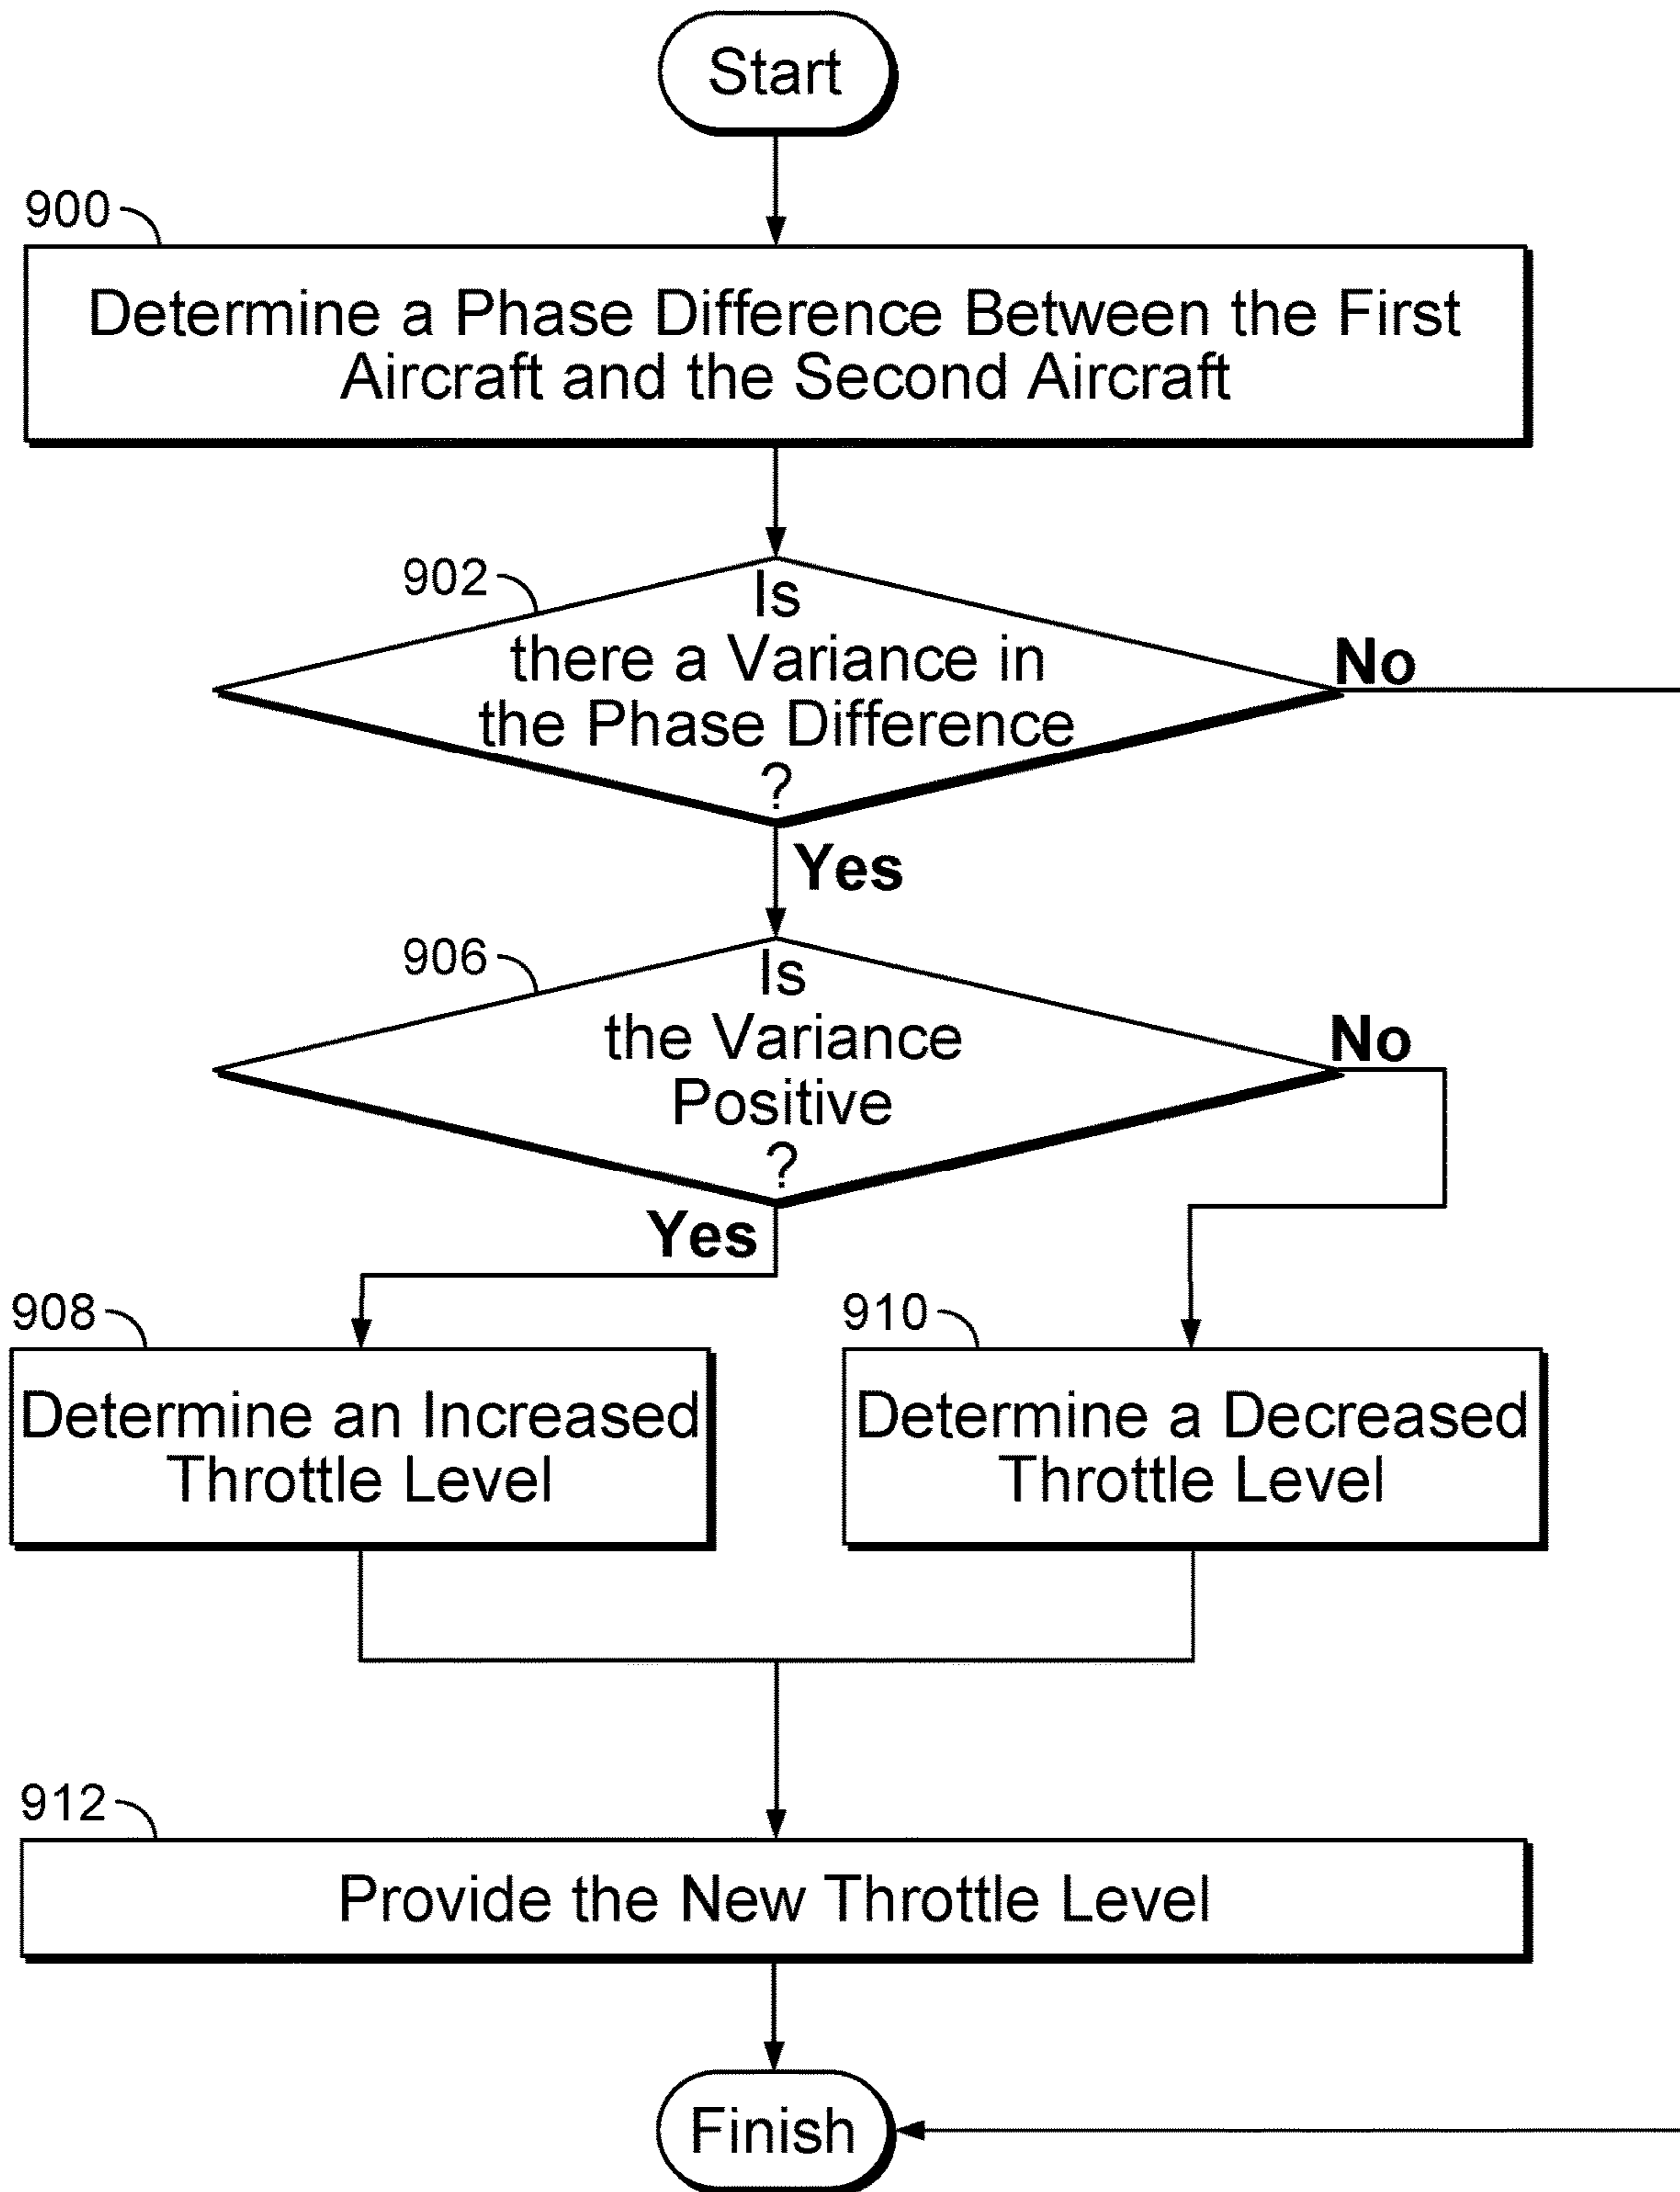 Start
900
Determine a Phase Difference Between the First
Aircraft and the Second Aircraft
902
Is
there a Variance in
the Phase Difference
?
No
Yes
906
Is
the Variance
Positive
?
No
Yes
908
Determine an Increased
Throttle Level
910
Determine a Decreased
Throttle Level
912
Provide the New Throttle Level
Finish